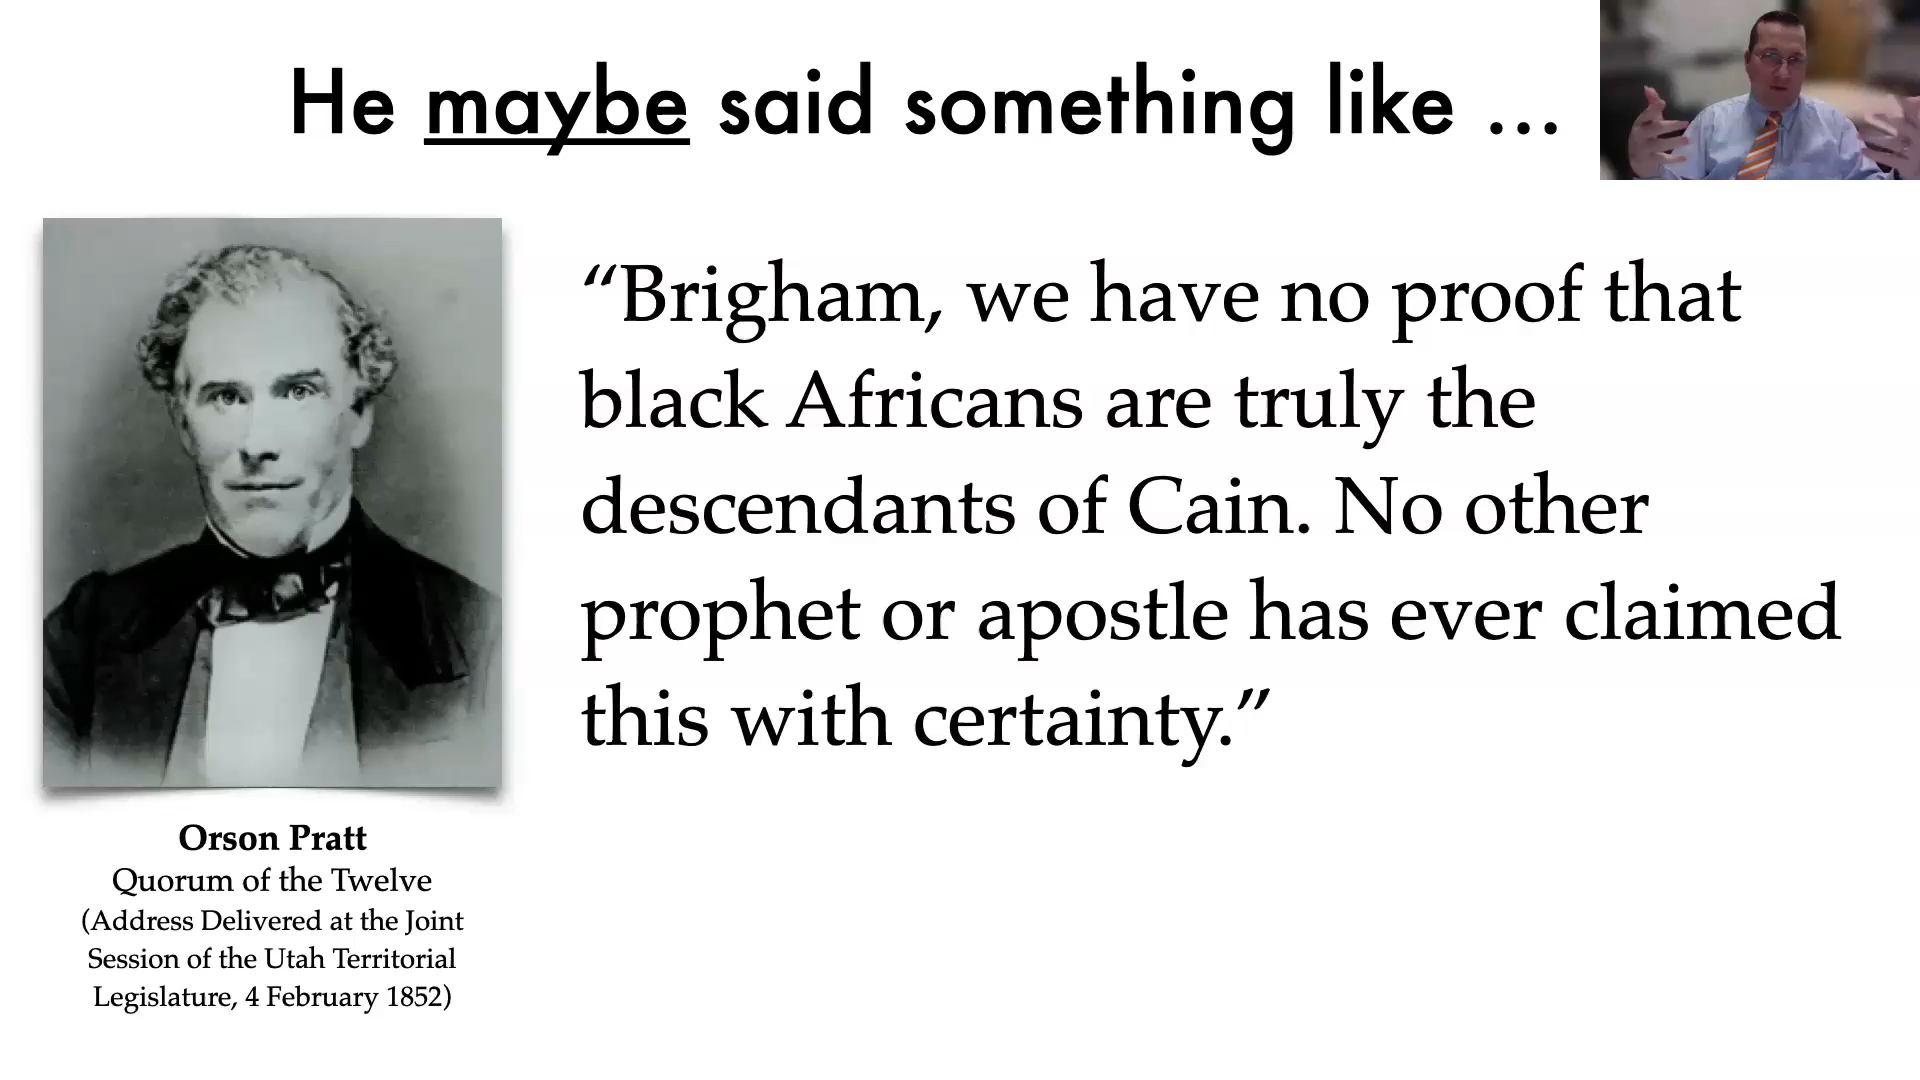 He maybe said something like ...
“Brigham, we have no proof that
black Africans are truly the
descendants of Cain. No other
prophet or apostle has ever claimed
this with certainty.”
Orson Pratt
Quorum of the Twelve
(Address Delivered at the Joint
Session of the Utah Territorial
Legislature, 4 February 1852)